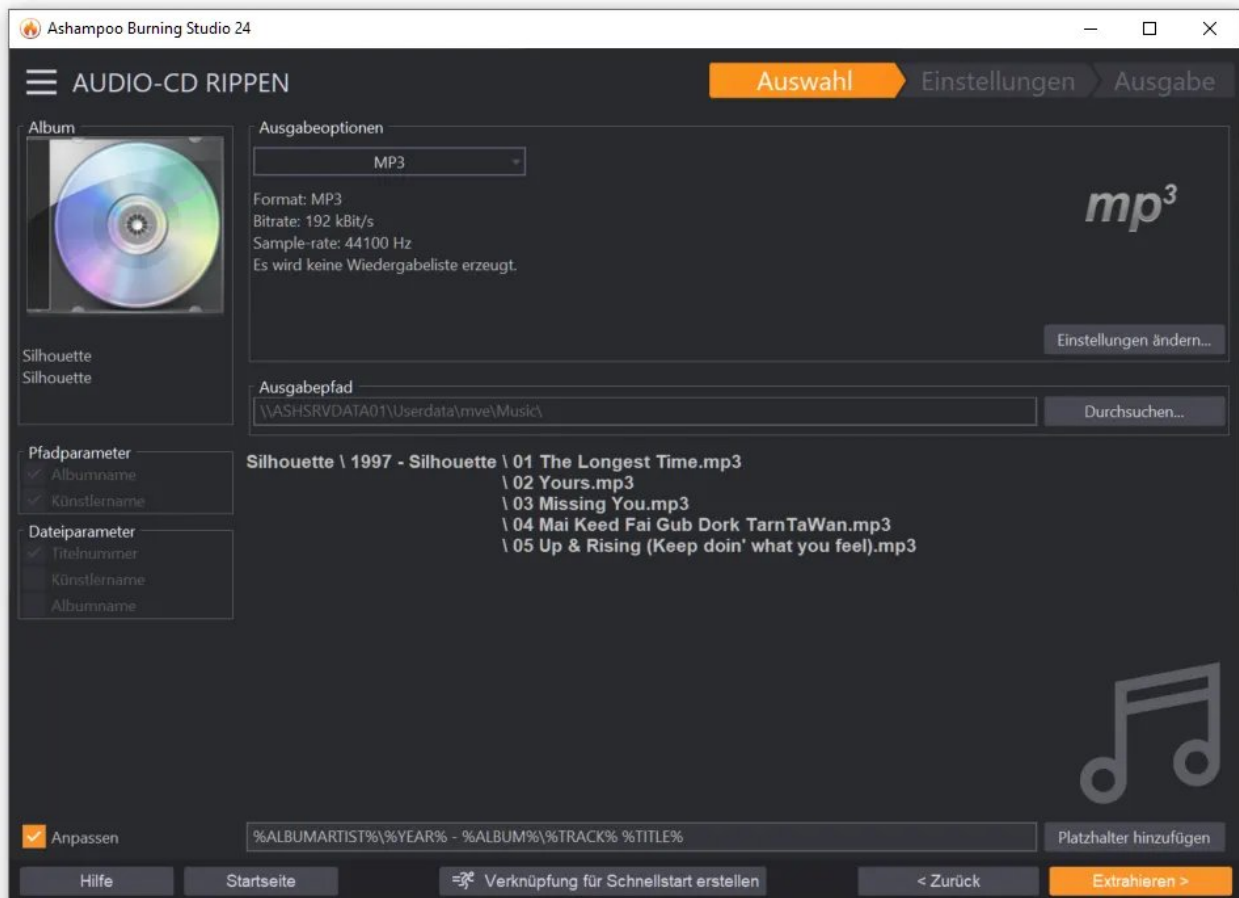 Ashampoo Burning Studio 24
AUDIO-CD RIPPEN
Auswahl
Einstellungen
Ausgabe
Album
Silhouette
Silhouette
Ausgabeoptionen
MP3
Format: MP3
Bitrate: 192 kBit/s
Sample-rate: 44100 Hz
Es wird keine Wiedergabeliste erzeugt.
mp3
Einstellungen ändern...
Ausgabepfad
\\ASHSRVDATA01\Userdata\mve\Music\
Durchsuchen...
Pfadparameter
Albumname
Künstlername
Dateiparameter
Titelnummer
Künstlername
Albumname
Silhouette \ 1997 - Silhouette \ 01 The Longest Time.mp3
\ 02 Yours.mp3
\ 03 Missing You.mp3
\ 04 Mai Keed Fai Gub Dork TarnTaWan.mp3
\ 05 Up & Rising (Keep doin' what you feel).mp3
Anpassen
%ALBUMARTIST%\%YEAR% - %ALBUM%\%TRACK% %TITLE%
Platzhalter hinzufügen
Hilfe
Startseite
Verknüpfung für Schnellstart erstellen
< Zurück
Extrahieren >